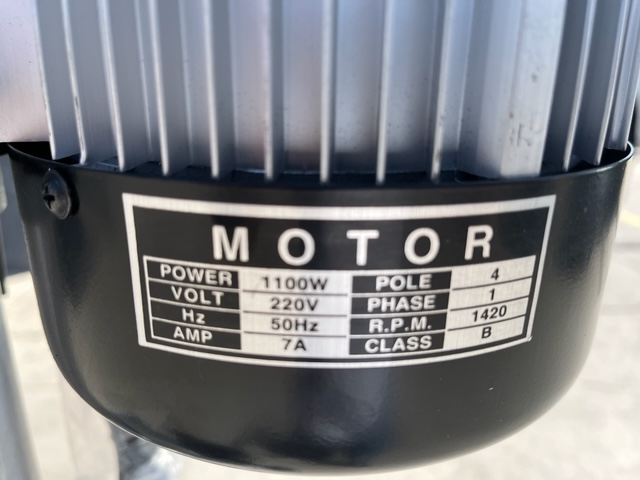 MOTOR
POWER 1100W POLE 4
VOLT 220V PHASE 1
Hz 50Hz R.P.M. 1420
AMP 7A CLASS B